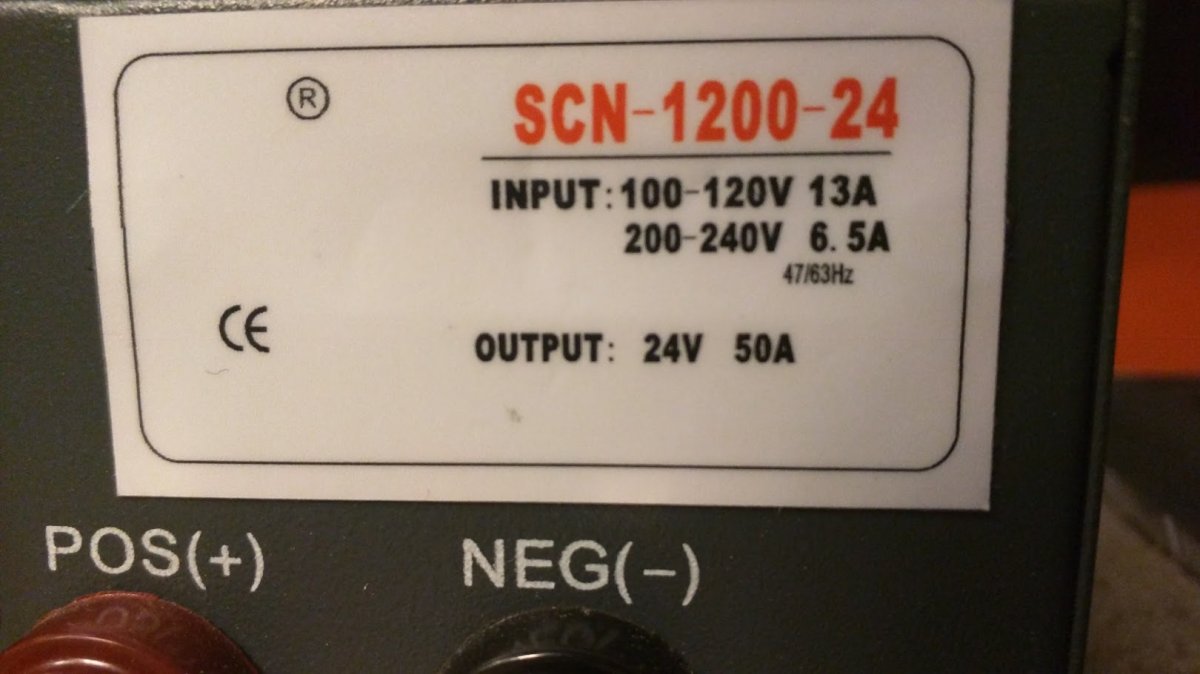 ®
SCN-1200-24
INPUT: 100-120V 13A
200-240V 6.5A
47/63Hz
CE
OUTPUT: 24V 50A
POS(+)
NEG(-)